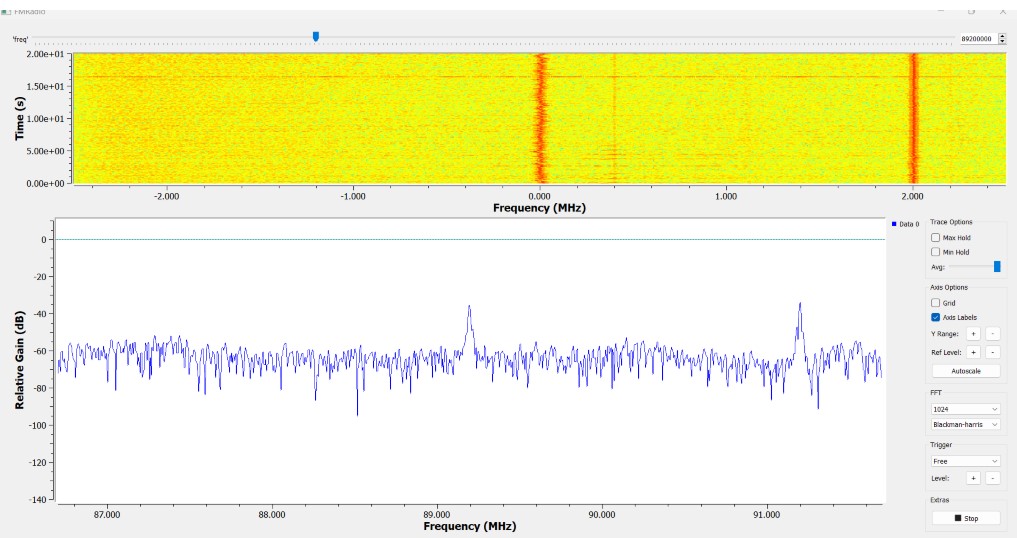 FMRadio
'freq'
89200000
2.00e+01
1.50e+01
1.00e+01
5.00e+00
0.00e+00
Time (s)
-2.000
-1.000
0.000
1.000
2.000
Frequency (MHz)
Data 0
0
-20
-40
-60
-80
-100
-120
-140
Relative Gain (dB)
87.000
88.000
89.000
90.000
91.000
Frequency (MHz)
Trace Options
Max Hold
Min Hold
Avg:
Axis Options
Grid
Axis Labels
Y Range: + -
Ref Level: + -
Autoscale
FFT
1024
Blackman-harris
Trigger
Free
Level: + -
Extras
Stop